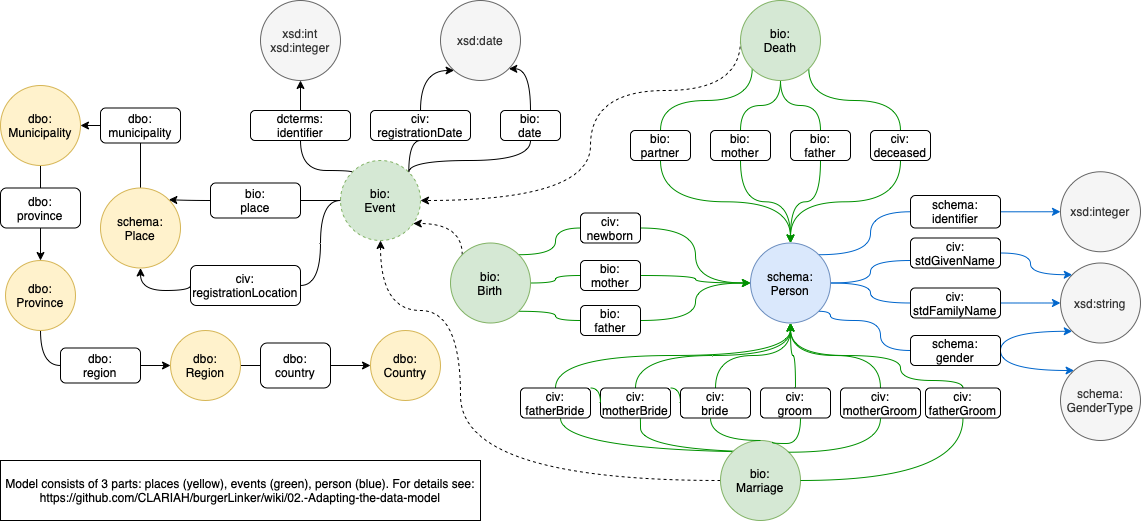 xsd:int
xsd:integer
xsd:date
bio:
Death
dbo:
Municipality
dbo:
municipality
dcterms:
identifier
civ:
registrationDate
bio:
date
bio:
partner
bio:
mother
bio:
father
civ:
deceased
dbo:
province
schema:
Place
bio:
place
bio:
Event
civ:
newborn
schema:
identifier
xsd:integer
civ:
stdGivenName
dbo:
Province
civ:
registrationLocation
bio:
Birth
bio:
mother
schema:
Person
civ:
stdFamilyName
xsd:string
bio:
father
schema:
gender
dbo:
region
dbo:
Region
dbo:
country
dbo:
Country
civ:
fatherBride
civ:
motherBride
civ:
bride
civ:
groom
civ:
motherGroom
civ:
fatherGroom
schema:
GenderType
bio:
Marriage
Model consists of 3 parts: places (yellow), events (green), person (blue). For details see:
https://github.com/CLARIAH/burgerLinker/wiki/02.-Adapting-the-data-model